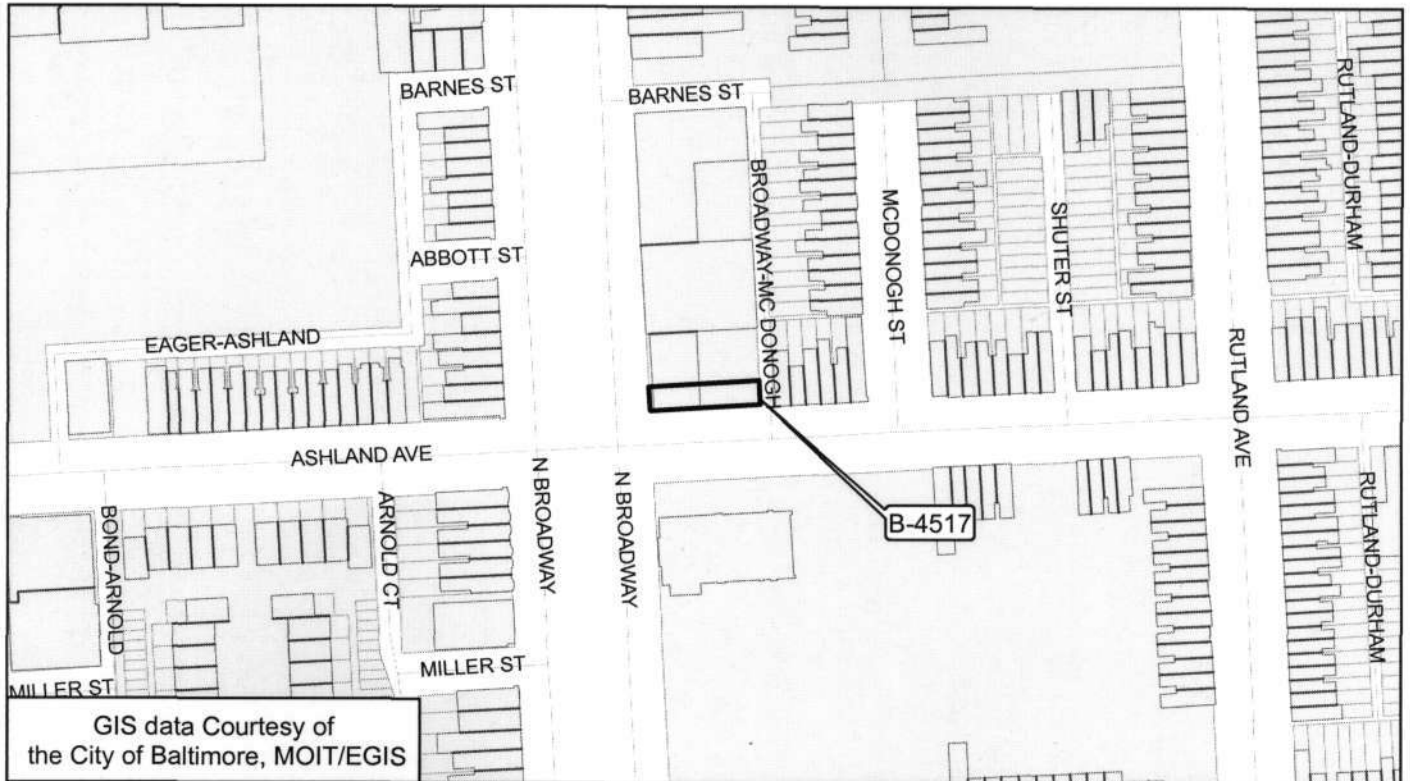 BARNES ST
BARNES ST
RUTLAND-DURHAM
BROADWAY-MC DONOGH
MCDONOGH ST
SHUTER ST
ABBOTT ST
EAGER-ASHLAND
RUTLAND AVE
ASHLAND AVE
N BROADWAY
N BROADWAY
BOND-ARNOLD
ARNOLD CT
B-4517
RUTLAND-DURHAM
MILLER ST
MILLER ST
GIS data Courtesy of
the City of Baltimore, MOIT/EGIS